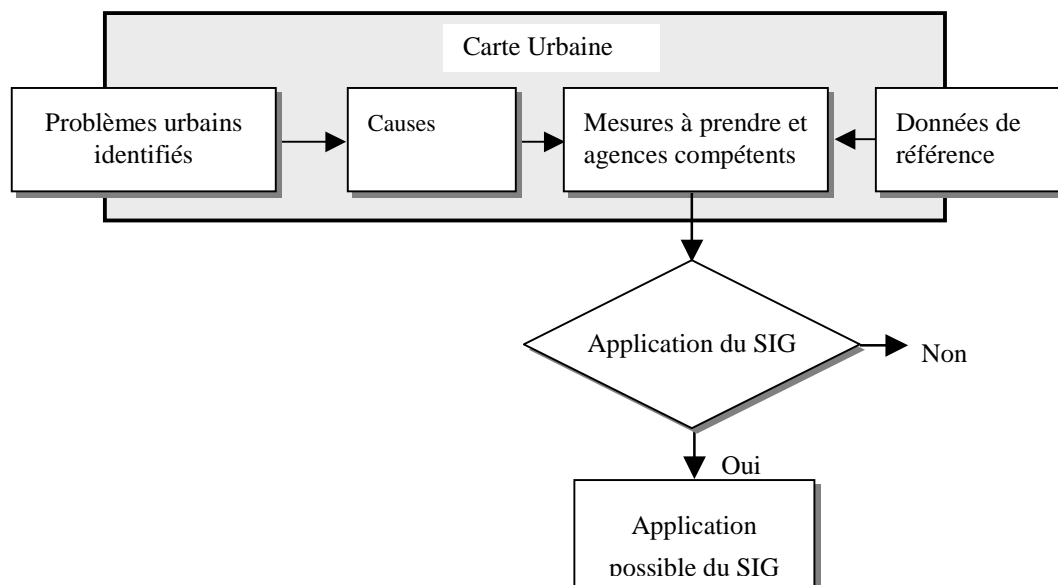 Carte Urbaine
Problèmes urbains
identifiés
Causes
Mesures à prendre et
agences compétents
Données de
référence
Application du SIG
Non
Oui
Application
possible du SIG